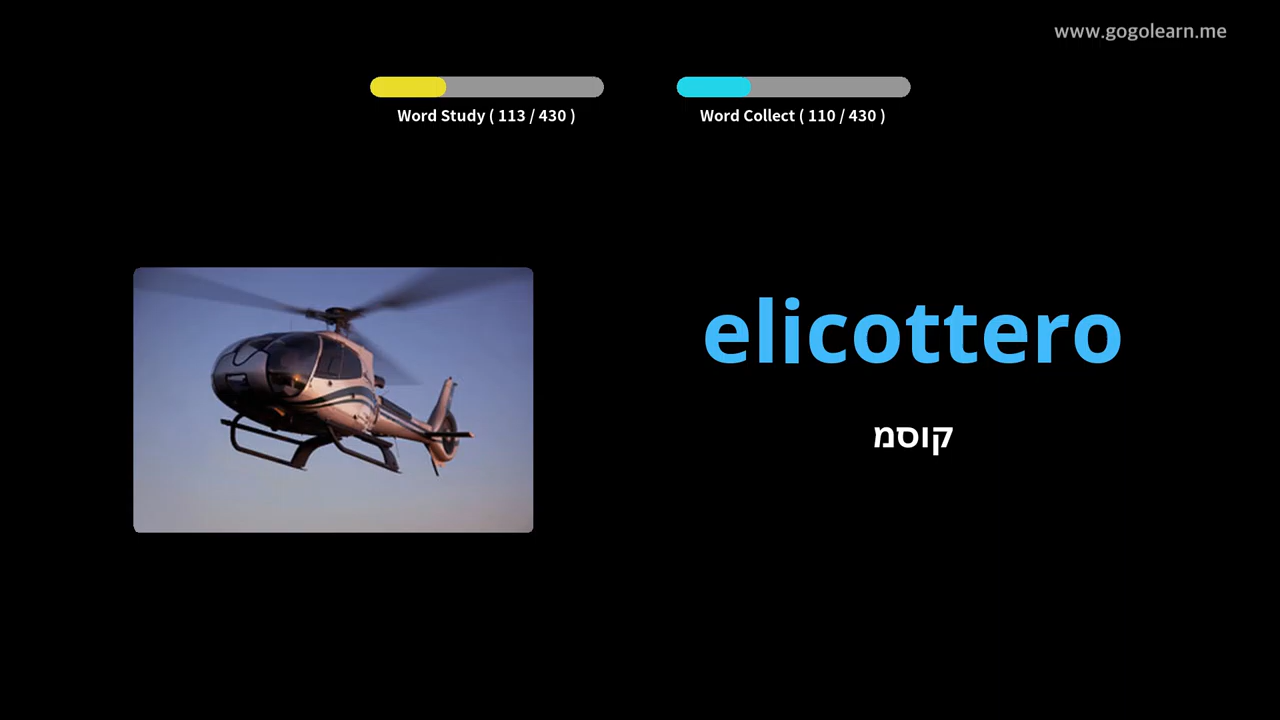 www.gogolearn.me
Word Study ( 113 / 430 )
Word Collect ( 110 / 430 )
elicottero
קוסמ